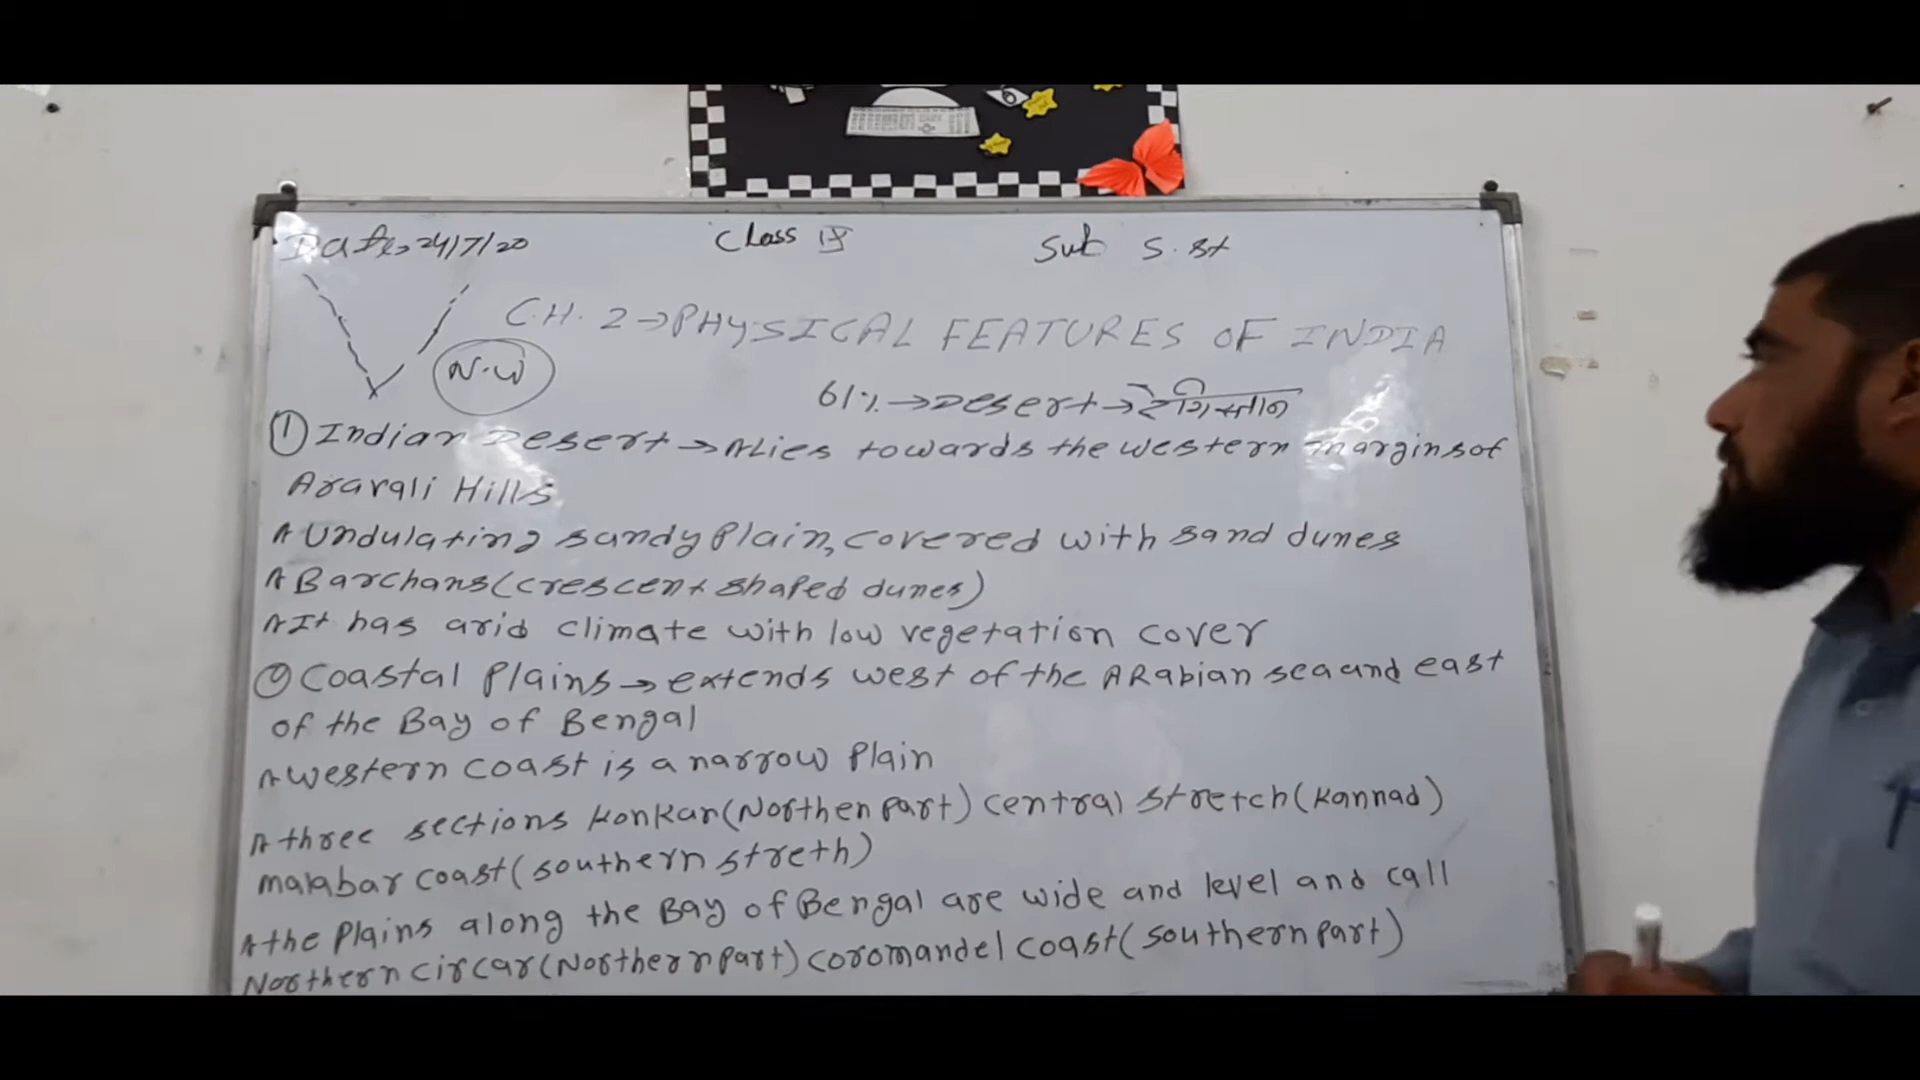 Date→24/7/20 Class IX Sub S.St
CH. 2→PHYSICAL FEATURES OF INDIA
N.W
61%→Desert→रेगिस्तान
① Indian Desert→Lies towards the western margins of
Aravali Hills
Undulating sandy Plain, covered with sand dunes
Barchans (crescent shaped dunes)
It has arid climate with low vegetation cover
② Coastal Plains→extends west of the ARabian sea and east
of the Bay of Bengal
western coast is a narrow Plain
three sections Konkan (Northen part) central stretch (Kannad)
malabar coast (southern streth)
the Plains along the Bay of Bengal are wide and level and call
Northern circar (Northern part) coromandel coast (southern part)